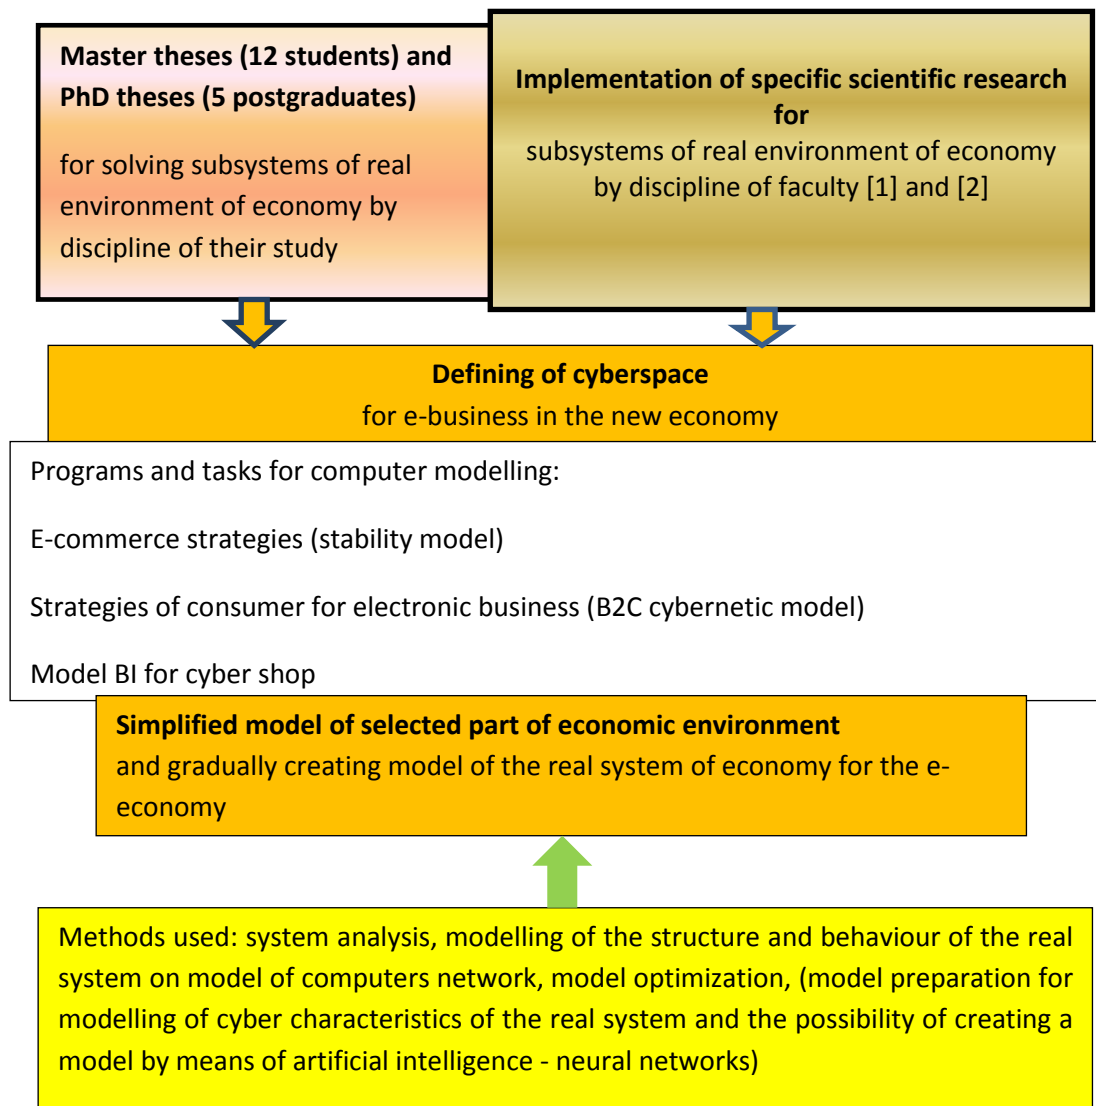 Master theses (12 students) and
PhD theses (5 postgraduates)
for solving subsystems of real
environment of economy by
discipline of their study
Implementation of specific scientific research
for
subsystems of real environment of economy
by discipline of faculty [1] and [2]
Defining of cyberspace
for e-business in the new economy
Programs and tasks for computer modelling:
E-commerce strategies (stability model)
Strategies of consumer for electronic business (B2C cybernetic model)
Model BI for cyber shop
Simplified model of selected part of economic environment
and gradually creating model of the real system of economy for the e-
economy
Methods used: system analysis, modelling of the structure and behaviour of the real
system on model of computers network, model optimization, (model preparation for
modelling of cyber characteristics of the real system and the possibility of creating a
model by means of artificial intelligence - neural networks)